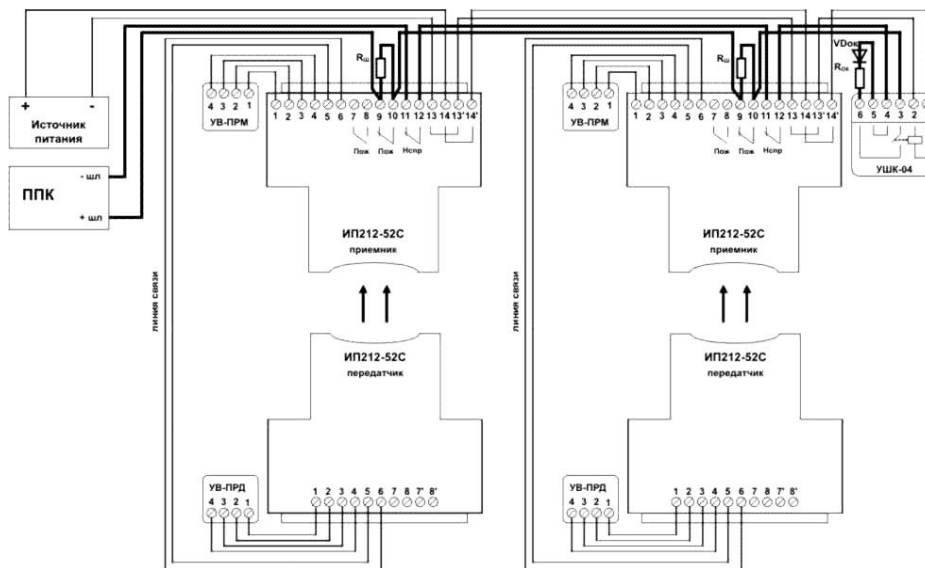 + -
Источник
питания
- шл
ППК
+ шл
4 3 2 1
УВ-ПРМ
Rш
1 2 3 4 5 6 7 8 9 10 11 12 13 14 13' 14'
Пож Пож Нспр
ИП212-52С
приемник
линия связи
ИП212-52С
передатчик
УВ-ПРД
4 3 2 1
1 2 3 4 5 6 7 8 7' 8'
4 3 2 1
УВ-ПРМ
Rш
1 2 3 4 5 6 7 8 9 10 11 12 13 14 13' 14'
Пож Пож Нспр
ИП212-52С
приемник
линия связи
ИП212-52С
передатчик
УВ-ПРД
4 3 2 1
1 2 3 4 5 6 7 8 7' 8'
VDок
Rок
6 5 4 3 2
УШК-04